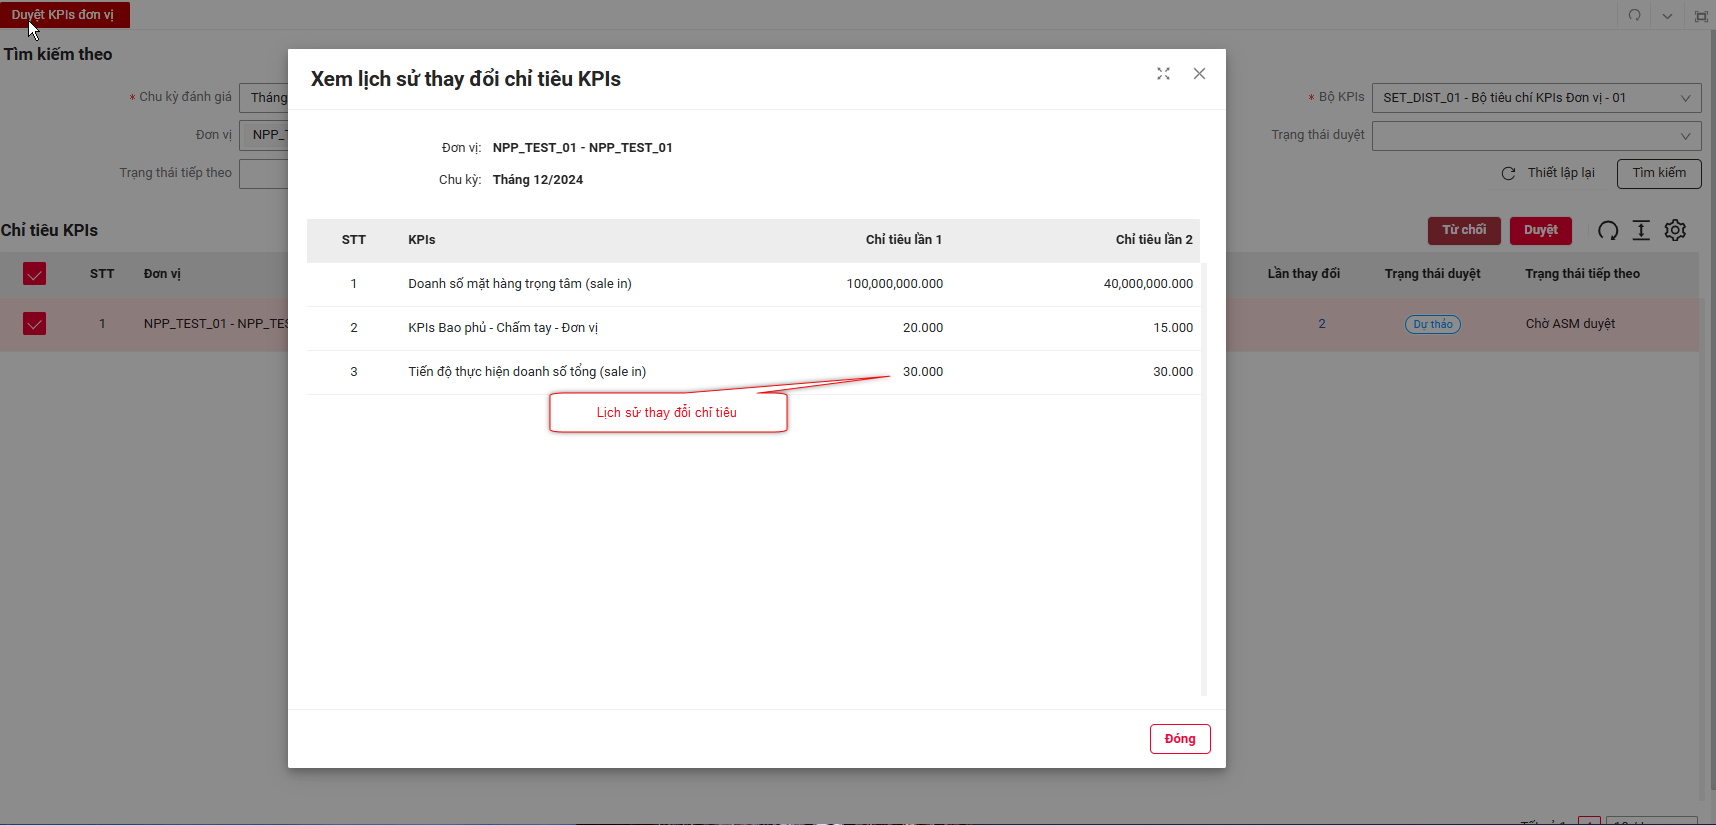 Duyệt KPIs đơn vị
Tìm kiếm theo
* Chu kỳ đánh giá
Tháng
Đơn vị
NPP_T
Trạng thái tiếp theo
* Bộ KPIs
SET_DIST_01 - Bộ tiêu chí KPIs Đơn vị - 01
Trạng thái duyệt
Thiết lập lại
Tìm kiếm
Chỉ tiêu KPIs
Từ chối
Duyệt
STT
Đơn vị
Lần thay đổi
Trạng thái duyệt
Trạng thái tiếp theo
1
NPP_TEST_01 - NPP_TES
2
Dự thảo
Chờ ASM duyệt
Xem lịch sử thay đổi chỉ tiêu KPIs
Đơn vị: NPP_TEST_01 - NPP_TEST_01
Chu kỳ: Tháng 12/2024
STT KPIs Chỉ tiêu lần 1 Chỉ tiêu lần 2
1 Doanh số mặt hàng trọng tâm (sale in) 100,000,000.000 40,000,000.000
2 KPIs Bao phủ - Chấm tay - Đơn vị 20.000 15.000
3 Tiến độ thực hiện doanh số tổng (sale in) 30.000 30.000
Lịch sử thay đổi chỉ tiêu
Đóng